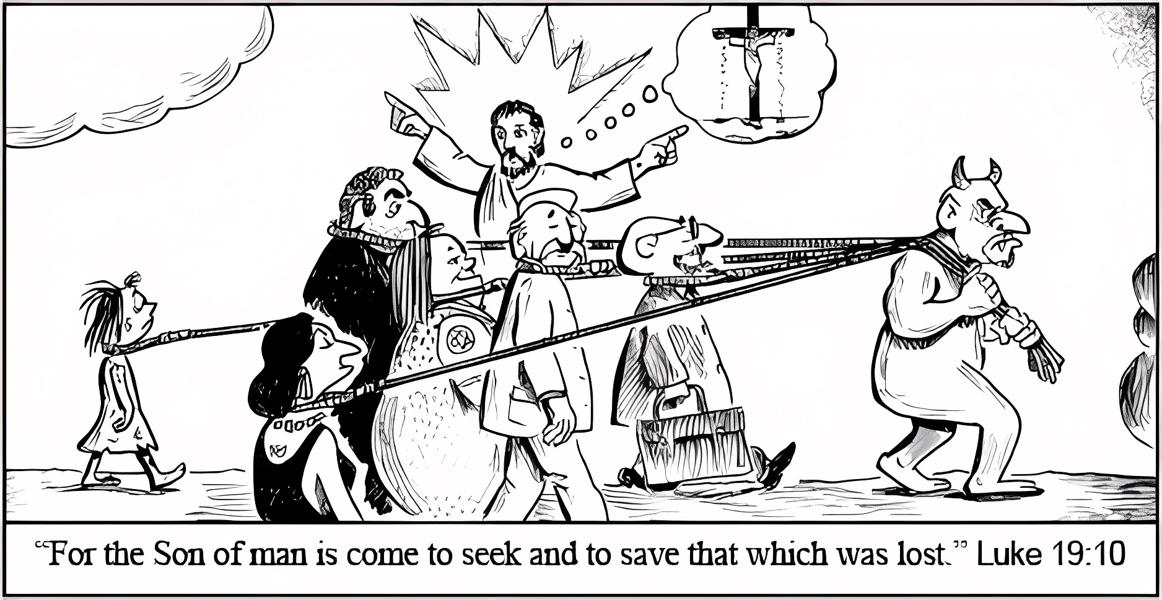 “For the Son of man is come to seek and to save that which was lost.” Luke 19:10